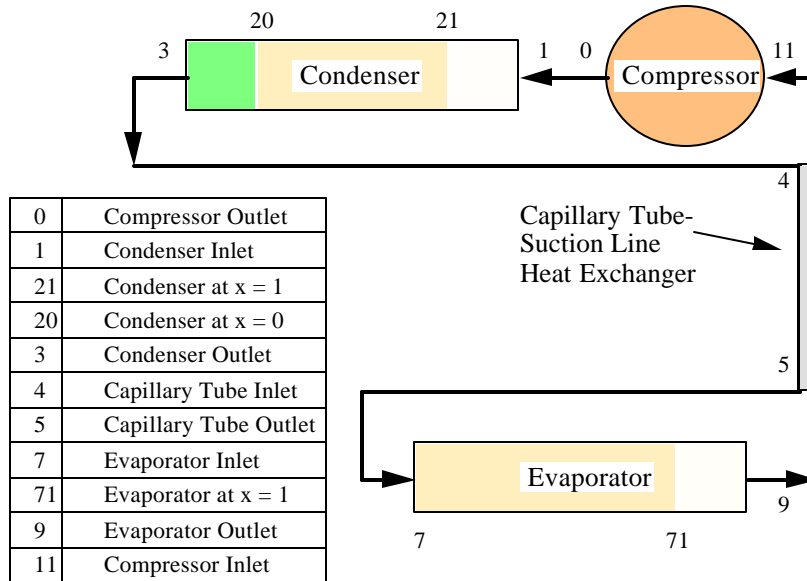 20
21
3
Condenser
1
0
Compressor
11
4
Capillary Tube-
Suction Line
Heat Exchanger
5
Evaporator
9
7
71
0 Compressor Outlet
1 Condenser Inlet
21 Condenser at x = 1
20 Condenser at x = 0
3 Condenser Outlet
4 Capillary Tube Inlet
5 Capillary Tube Outlet
7 Evaporator Inlet
71 Evaporator at x = 1
9 Evaporator Outlet
11 Compressor Inlet